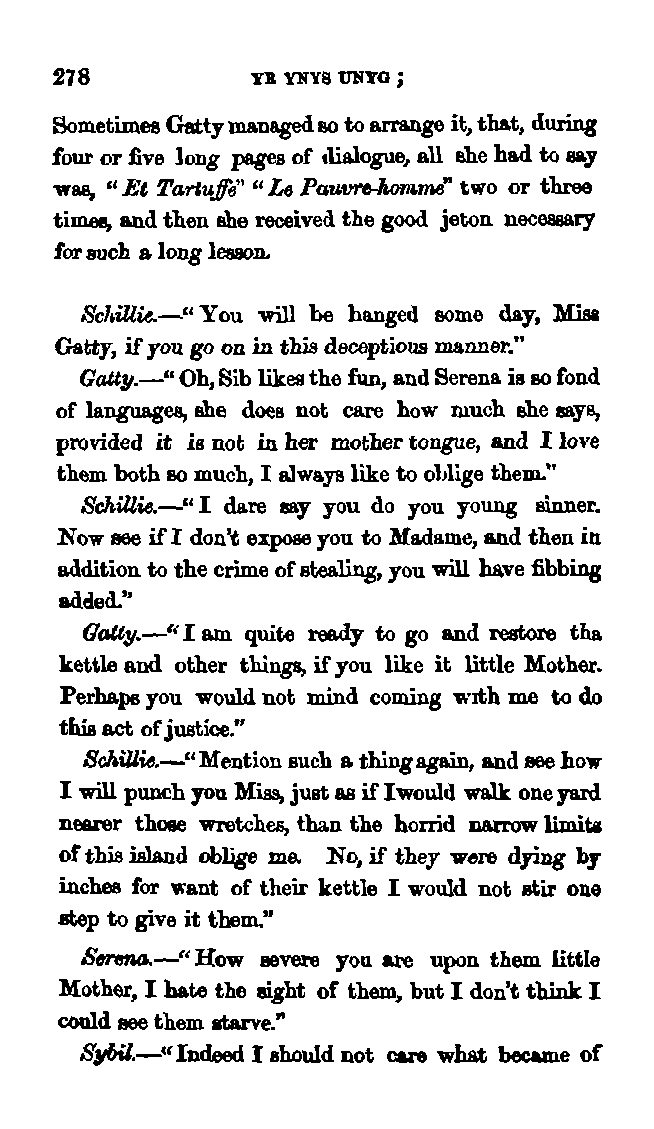 278 YR YNYS UNYG ;
Sometimes Gatty managed so to arrange it, that, during
four or five long pages of dialogue, all she had to say
was, “Et Tartuffe” “Le Pauvre-homme” two or three
times, and then she received the good jeton necessary
for such a long lesson.
Schillie.—“You will be hanged some day, Miss
Gatty, if you go on in this deceptious manner.”
Gatty.—“Oh, Sib likes the fun, and Serena is so fond
of languages, she does not care how much she says,
provided it is not in her mother tongue, and I love
them both so much, I always like to oblige them.”
Schillie.—“I dare say you do you young sinner.
Now see if I don’t expose you to Madame, and then in
addition to the crime of stealing, you will have fibbing
added.”
Gatty.—“I am quite ready to go and restore the
kettle and other things, if you like it little Mother.
Perhaps you would not mind coming with me to do
this act of justice.”
Schillie.—“Mention such a thing again, and see how
I will punch you Miss, just as if I would walk one yard
nearer those wretches, than the horrid narrow limits
of this island oblige me. No, if they were dying by
inches for want of their kettle I would not stir one
step to give it them.”
Serena.—“How severe you are upon them little
Mother, I hate the sight of them, but I don’t think I
could see them starve.”
Sybil.—“Indeed I should not care what became of